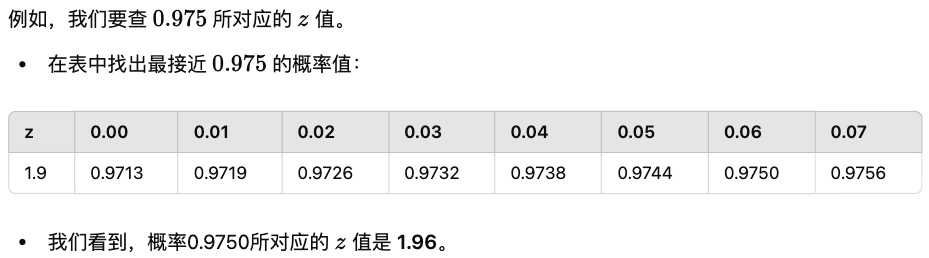 例如，我们要查 0.975 所对应的 z 值。
• 在表中找出最接近 0.975 的概率值：
z 0.00 0.01 0.02 0.03 0.04 0.05 0.06 0.07
1.9 0.9713 0.9719 0.9726 0.9732 0.9738 0.9744 0.9750 0.9756
• 我们看到，概率0.9750所对应的 z 值是 1.96。